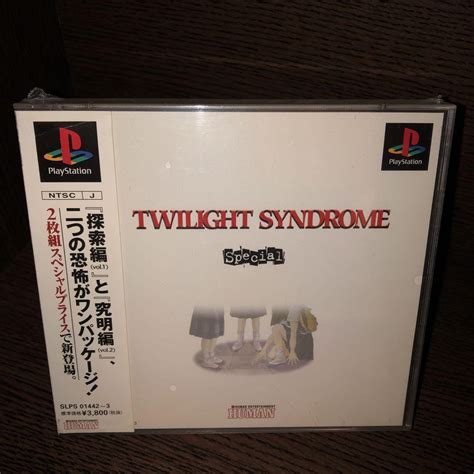 PlayStation
NTSC J
『探索編』(vol.1)と『究明編』(vol.2)、
二つの恐怖がワンパッケージ!
2枚組スペシャルプライスで新登場。
SLPS 01442~3
標準価格¥3,800(税抜)
PlayStation
TWILIGHT SYNDROME
Special
HUMAN ENTERTAINMENT
HUMAN